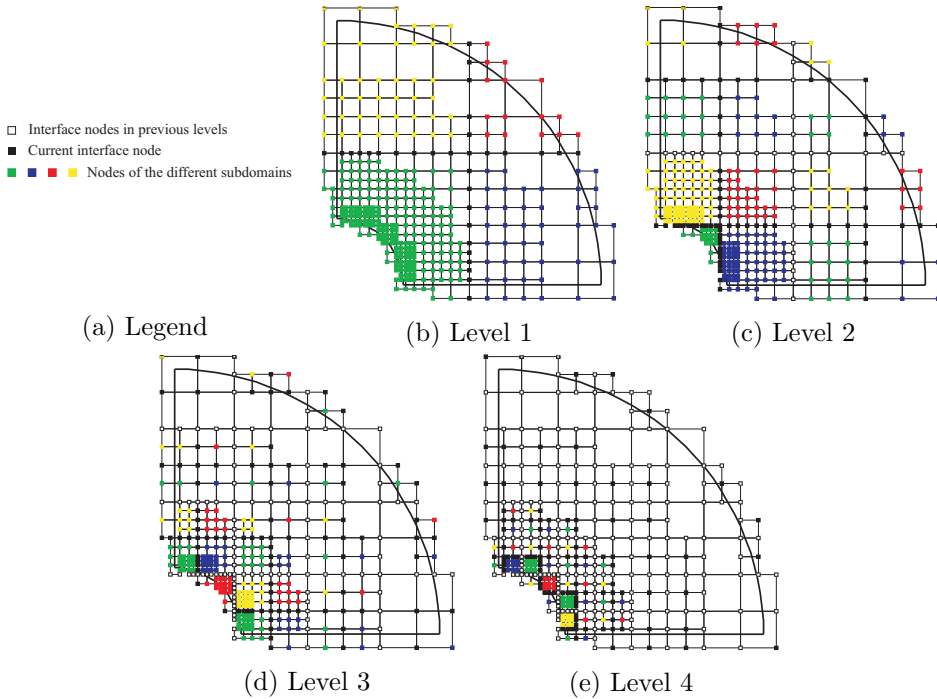 Interface nodes in previous levels
Current interface node
Nodes of the different subdomains
(a) Legend
(b) Level 1
(c) Level 2
(d) Level 3
(e) Level 4